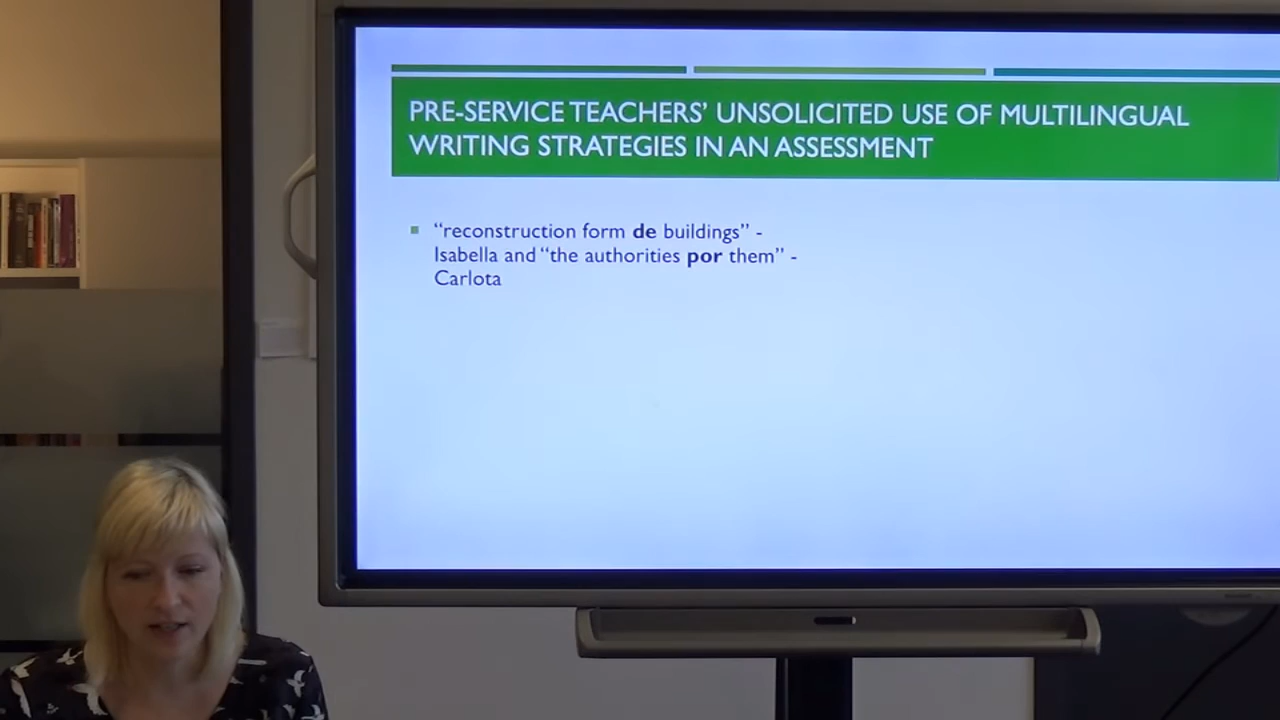 PRE-SERVICE TEACHERS' UNSOLICITED USE OF MULTILINGUAL
WRITING STRATEGIES IN AN ASSESSMENT
“reconstruction form de buildings” -
Isabella and “the authorities por them” -
Carlota